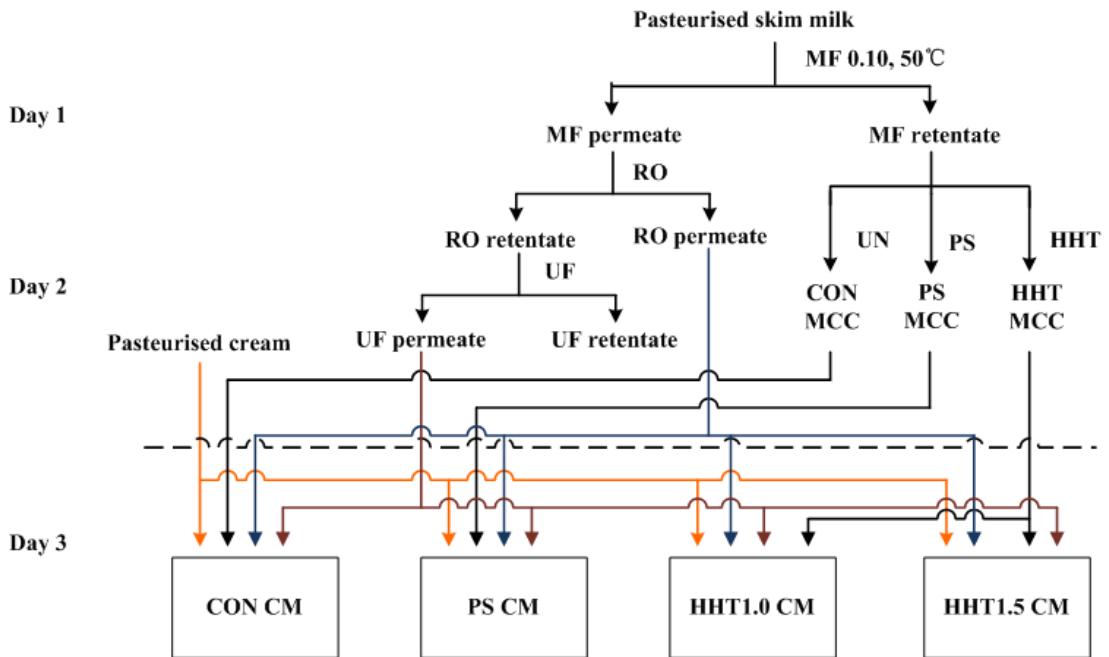 Pasteurised skim milk
MF 0.10, 50℃
Day 1
MF permeate
MF retentate
RO
RO retentate
RO permeate
UN
PS
HHT
UF
Day 2
CON
MCC
PS
MCC
HHT
MCC
Pasteurised cream
UF permeate
UF retentate
Day 3
CON CM
PS CM
HHT1.0 CM
HHT1.5 CM